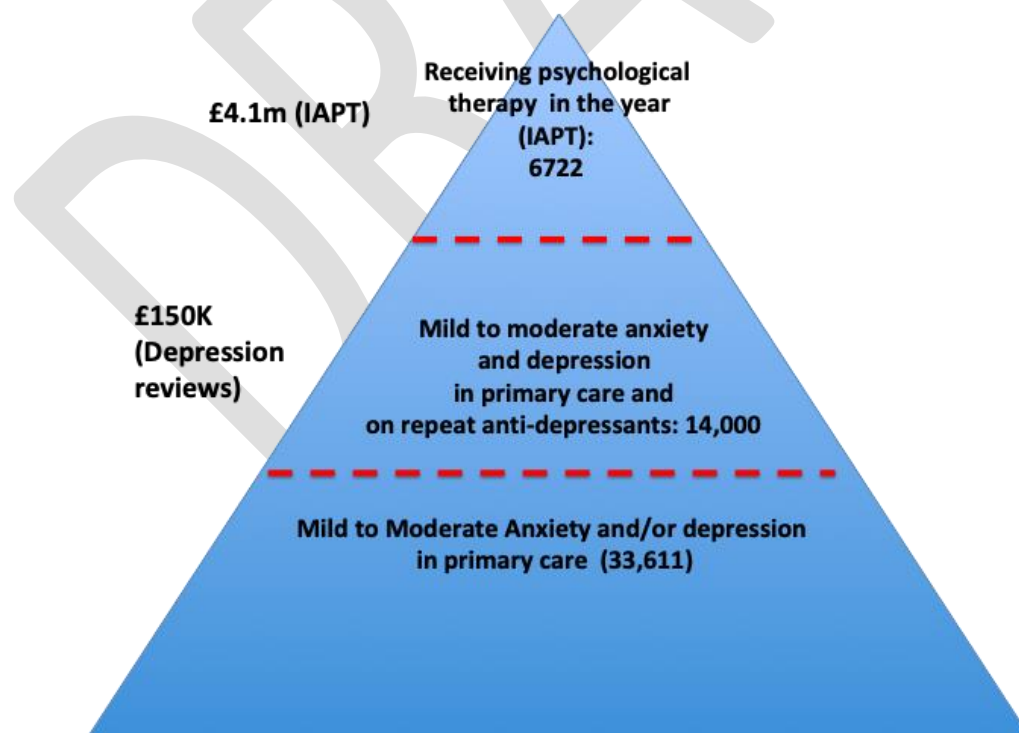 Receiving psychological
therapy in the year
(IAPT):
6722
£4.1m (IAPT)
£150K
(Depression
reviews)
Mild to moderate anxiety
and depression
in primary care and
on repeat anti-depressants: 14,000
Mild to Moderate Anxiety and/or depression
in primary care (33,611)